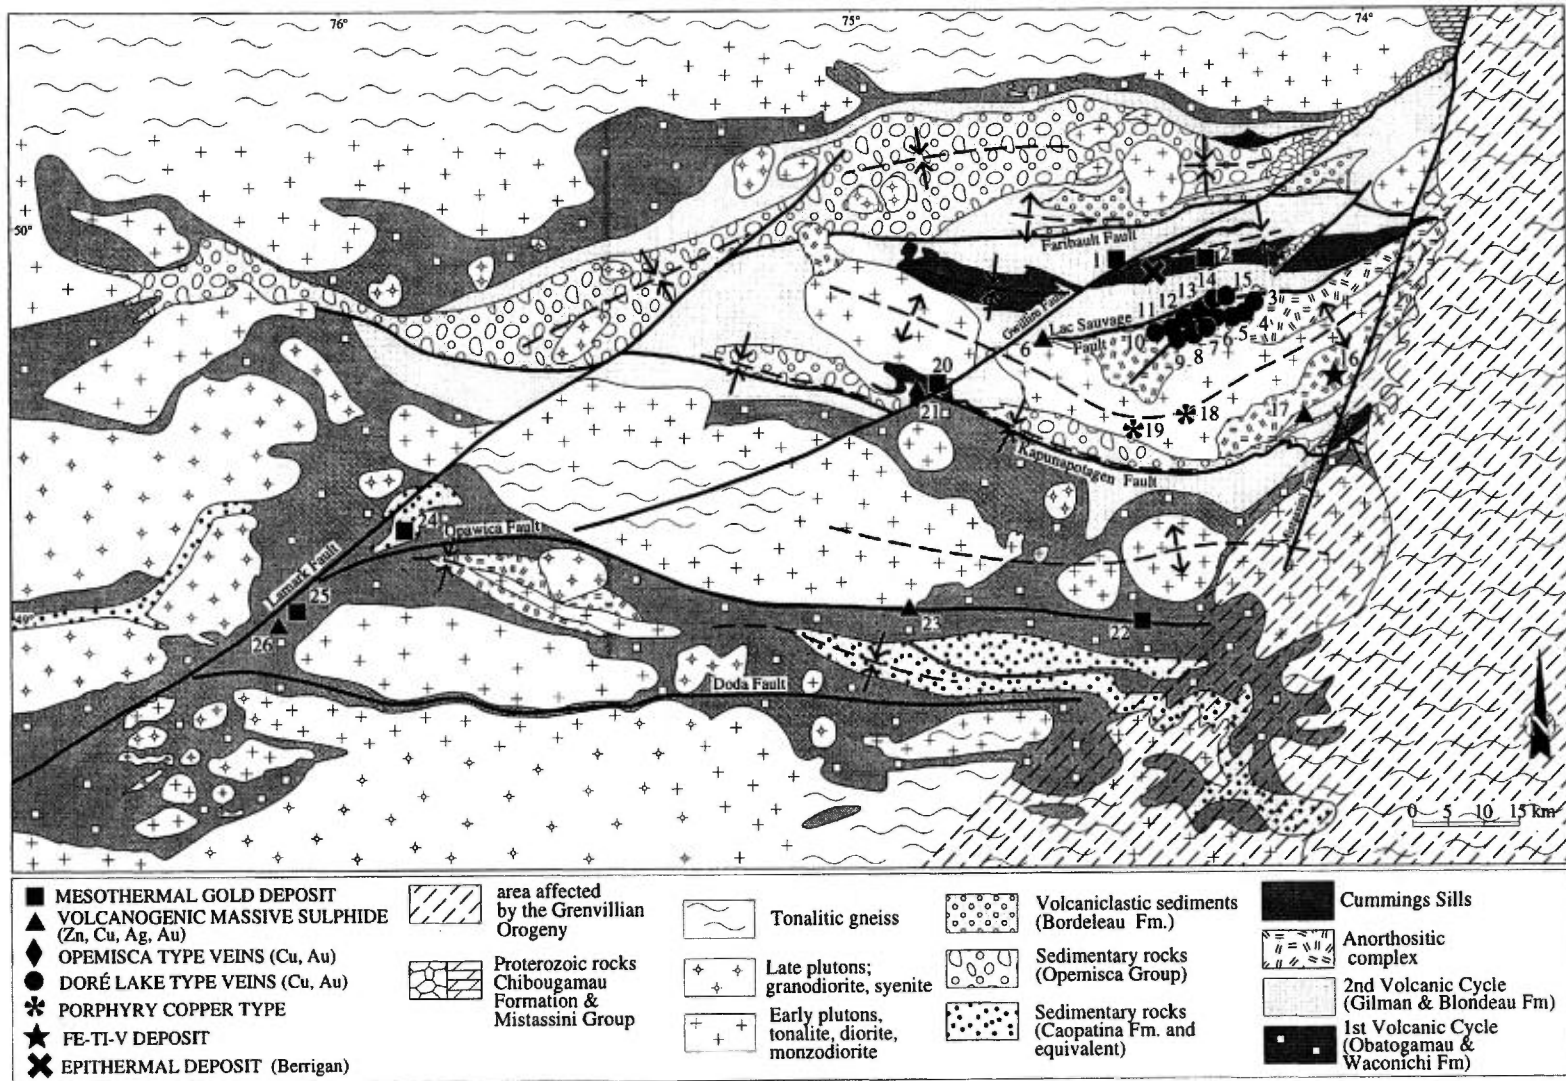 76°
75°
74°
50°
49°
Faribault Fault
Gwillim Fault
Lac Sauvage
Fault
Kapunapotagen Fault
Opawica Fault
Lamark Fault
Doda Fault
1
2
3
4
5
6
7
8
9
10
11
12
13
14
15
6
16
17
18
19
20
21
22
23
24
25
26
N
0 5 10 15 km
MESOTHERMAL GOLD DEPOSIT
VOLCANOGENIC MASSIVE SULPHIDE
(Zn, Cu, Ag, Au)
OPEMISCA TYPE VEINS (Cu, Au)
DORÉ LAKE TYPE VEINS (Cu, Au)
PORPHYRY COPPER TYPE
FE-TI-V DEPOSIT
EPITHERMAL DEPOSIT (Berrigan)
area affected
by the Grenvillian
Orogeny
Proterozoic rocks
Chibougamau
Formation &
Mistassini Group
Tonalitic gneiss
Late plutons;
granodiorite, syenite
Early plutons,
tonalite, diorite,
monzodiorite
Volcaniclastic sediments
(Bordeleau Fm.)
Sedimentary rocks
(Opemisca Group)
Sedimentary rocks
(Caopatina Fm. and
equivalent)
Cummings Sills
Anorthositic
complex
2nd Volcanic Cycle
(Gilman & Blondeau Fm)
1st Volcanic Cycle
(Obatogamau &
Waconichi Fm)